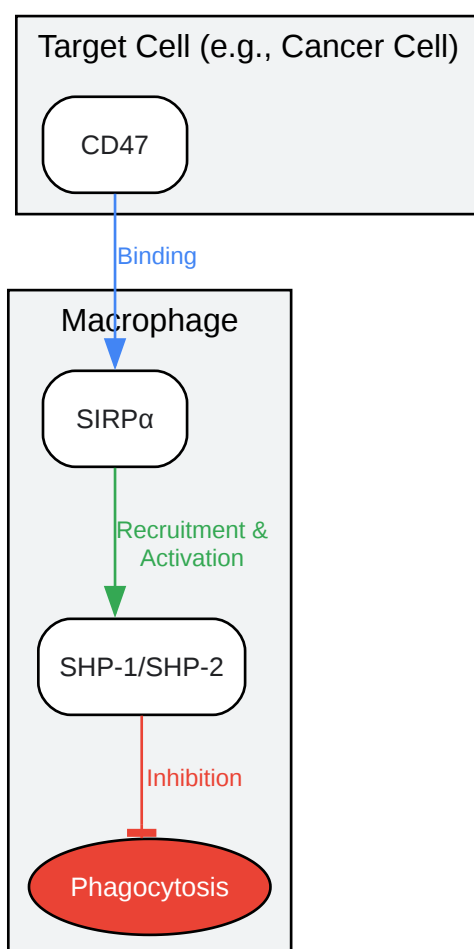 Target Cell (e.g., Cancer Cell)
CD47
Binding
Macrophage
SIRPα
Recruitment &
Activation
SHP-1/SHP-2
Inhibition
Phagocytosis